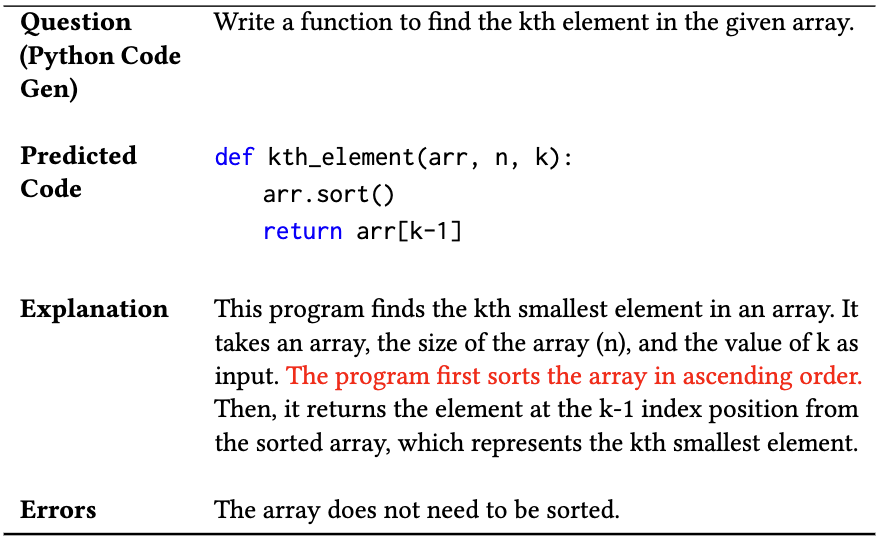 Question Write a function to find the kth element in the given array.
(Python Code
Gen)
Predicted def kth_element(arr, n, k):
Code arr.sort()
return arr[k-1]
Explanation This program finds the kth smallest element in an array. It
takes an array, the size of the array (n), and the value of k as
input. The program first sorts the array in ascending order.
Then, it returns the element at the k-1 index position from
the sorted array, which represents the kth smallest element.
Errors The array does not need to be sorted.